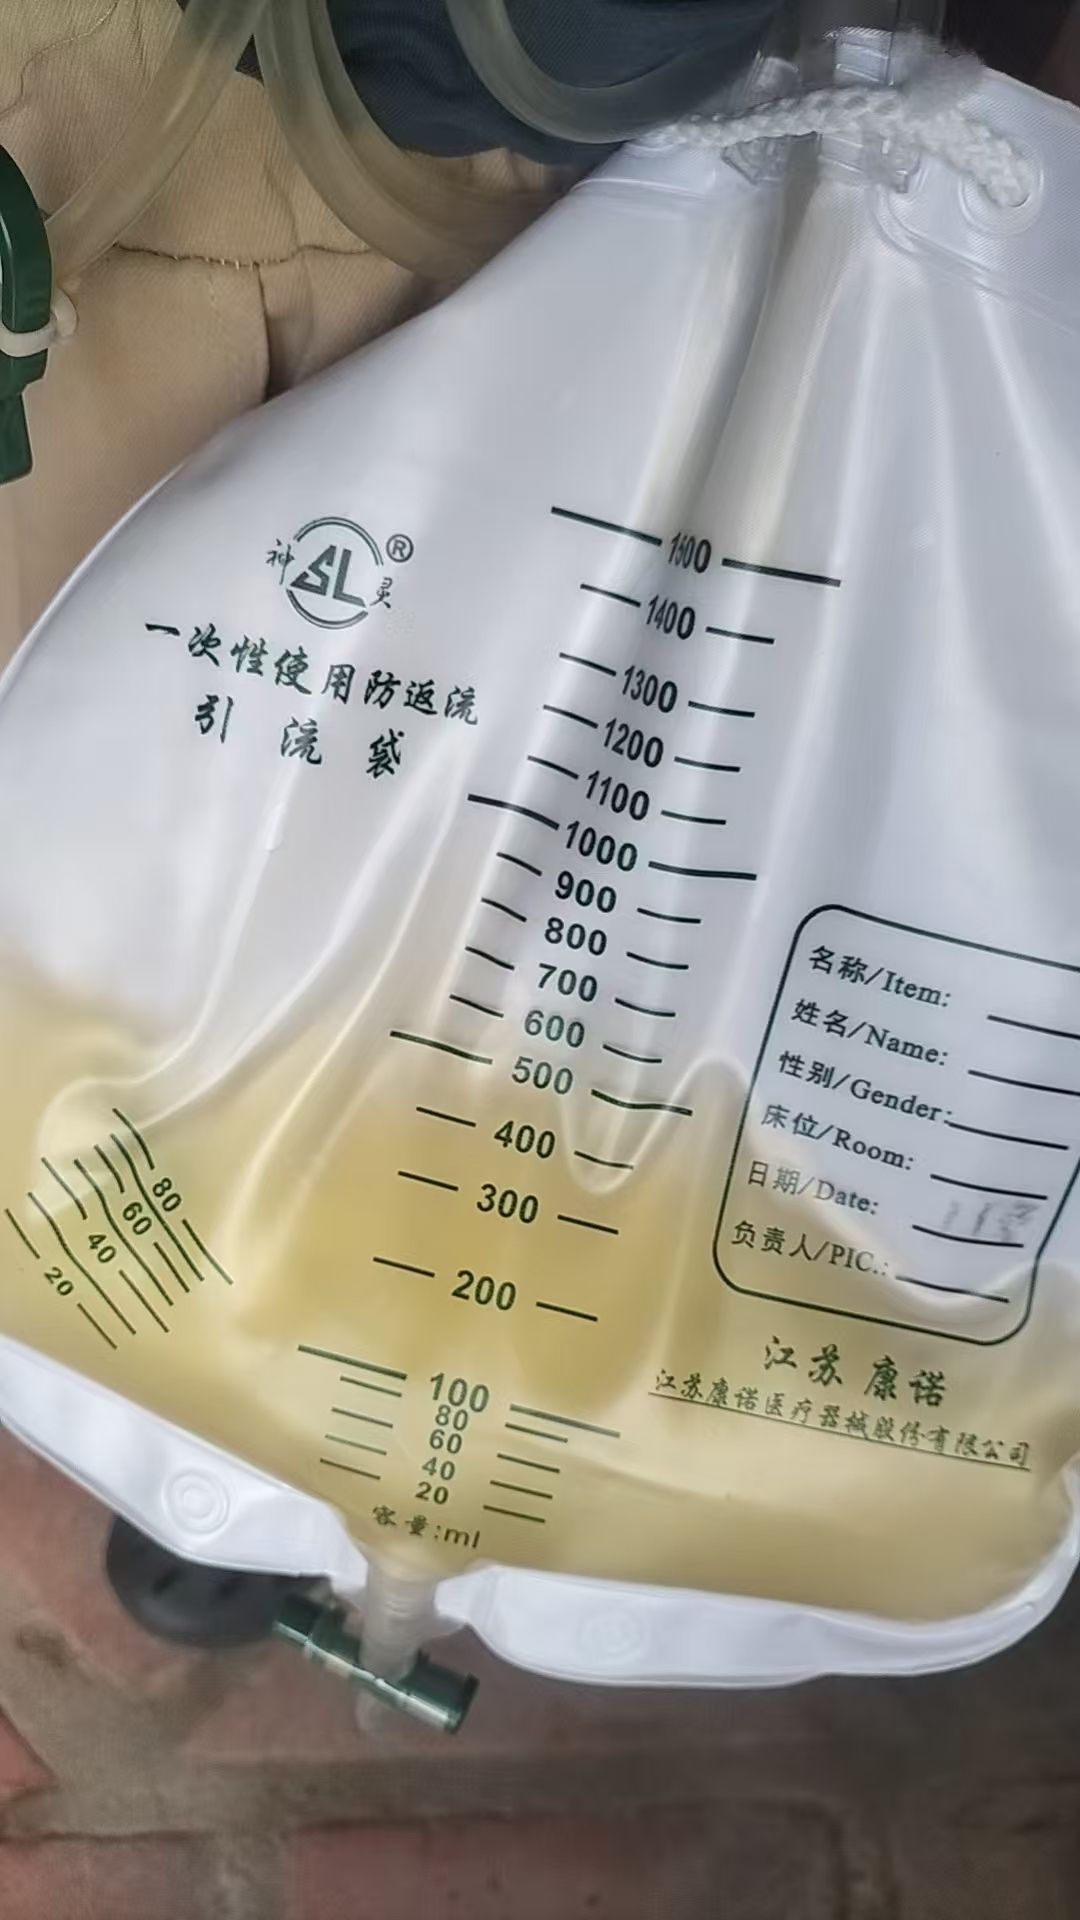 神 SL 灵 ®
一次性使用防返流
引流袋
1500
1400
1300
1200
1100
1000
900
800
700
600
500
400
300
200
100
80
60
40
20
容量:ml
80
60
40
20
名称/Item:
姓名/Name:
性别/Gender:
床位/Room:
日期/Date:
负责人/PIC.:
江苏康诺
江苏康诺医疗器械股份有限公司